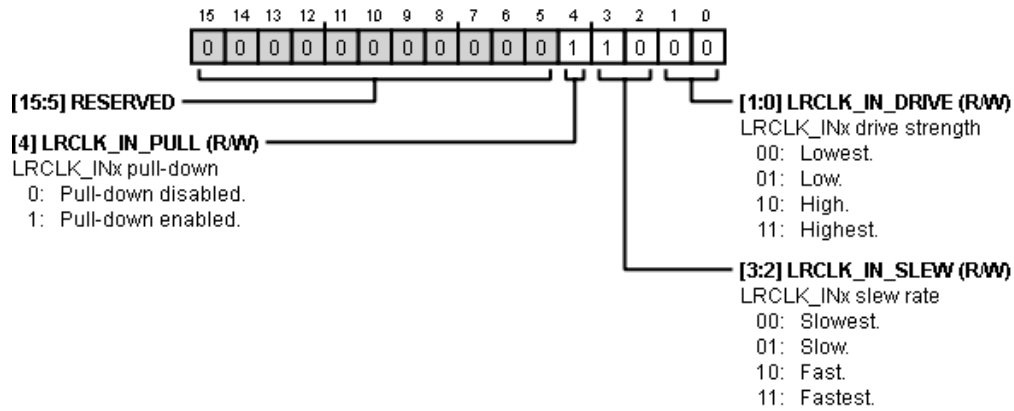 15 14 13 12 11 10 9 8 7 6 5 4 3 2 1 0
0 0 0 0 0 0 0 0 0 0 0 1 1 0 0 0
[15:5] RESERVED
[4] LRCLK_IN_PULL (R/W)
LRCLK_INx pull-down
0: Pull-down disabled.
1: Pull-down enabled.
[1:0] LRCLK_IN_DRIVE (R/W)
LRCLK_INx drive strength
00: Lowest.
01: Low.
10: High.
11: Highest.
[3:2] LRCLK_IN_SLEW (R/W)
LRCLK_INx slew rate
00: Slowest.
01: Slow.
10: Fast.
11: Fastest.